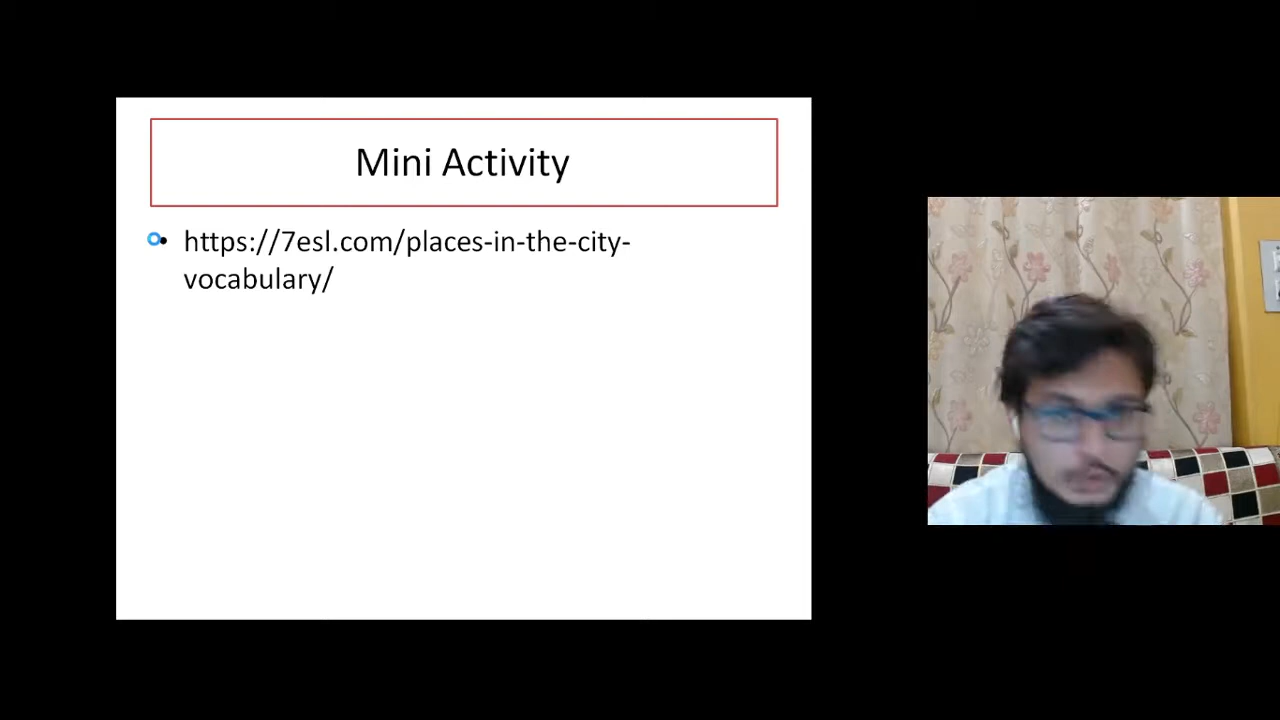 Mini Activity
• https://7esl.com/places-in-the-city-
vocabulary/